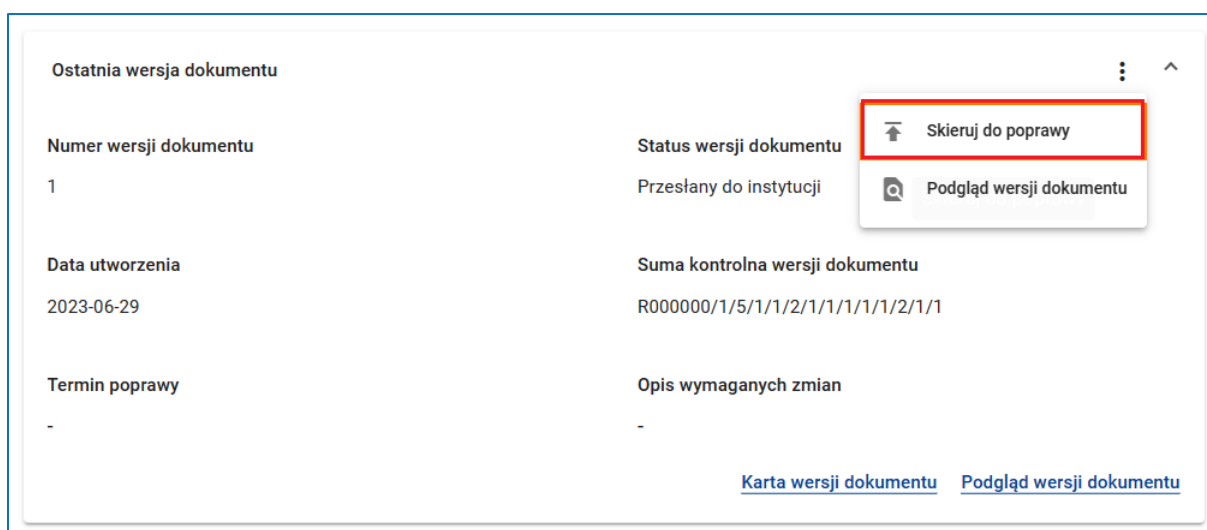 Ostatnia wersja dokumentu
Skieruj do poprawy
Numer wersji dokumentu
Status wersji dokumentu
1
Przesłany do instytucji
Podgląd wersji dokumentu
Data utworzenia
Suma kontrolna wersji dokumentu
2023-06-29
R000000/1/5/1/1/2/1/1/1/1/1/2/1/1
Termin poprawy
Opis wymaganych zmian
-
-
Karta wersji dokumentu
Podgląd wersji dokumentu